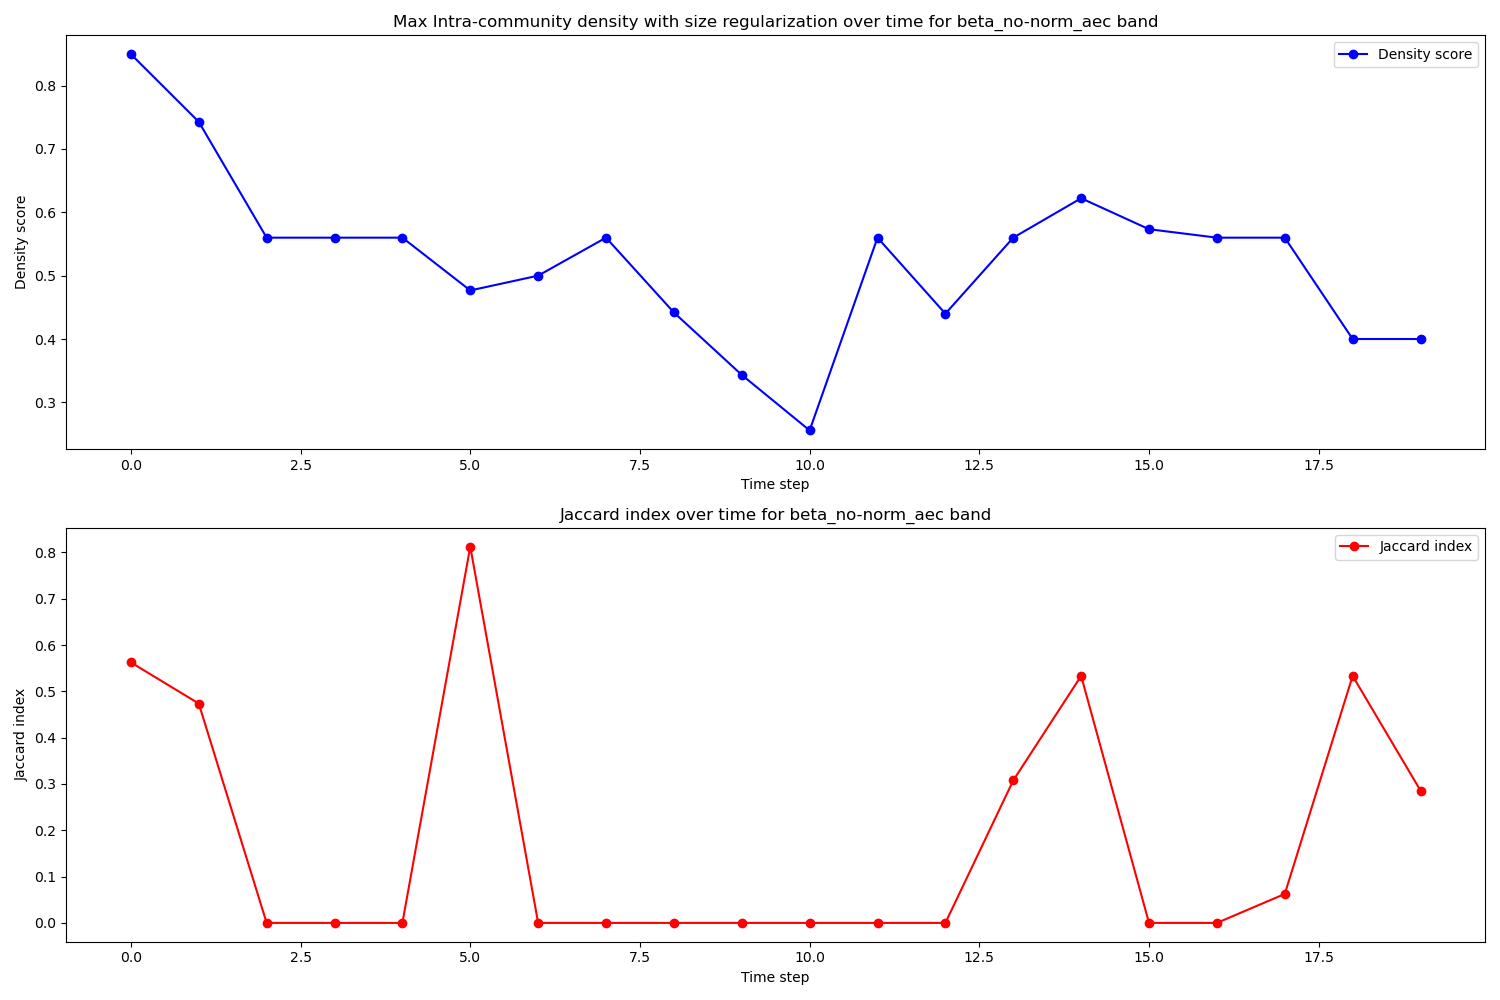 Max Intra-community density with size regularization over time for beta_no-norm_aec band
Density score
Density score
0.8
0.7
0.6
0.5
0.4
0.3
0.0 2.5 5.0 7.5 10.0 12.5 15.0 17.5
Time step
Jaccard index over time for beta_no-norm_aec band
Jaccard index
Jaccard index
0.8
0.7
0.6
0.5
0.4
0.3
0.2
0.1
0.0
0.0 2.5 5.0 7.5 10.0 12.5 15.0 17.5
Time step